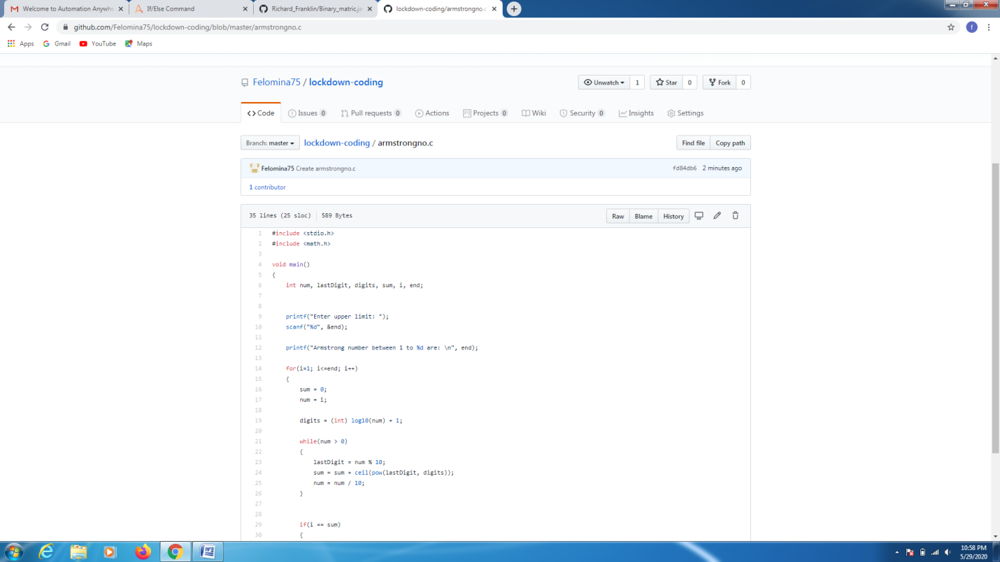 Welcome to Automation Anywhe
If/Else Command
Richard_Franklin/Binary_matric.ja
lockdown-coding/armstrongno.c
github.com/Felomina75/lockdown-coding/blob/master/armstrongno.c
f
Apps
Gmail
YouTube
Maps
Felomina75 / lockdown-coding
Unwatch 1
Star 0
Fork 0
Code
Issues 0
Pull requests 0
Actions
Projects 0
Wiki
Security 0
Insights
Settings
Branch: master
lockdown-coding / armstrongno.c
Find file
Copy path
Felomina75 Create armstrongno.c
fd84db6 2 minutes ago
1 contributor
35 lines (25 sloc) 589 Bytes
Raw
Blame
History
1 #include <stdio.h>
2 #include <math.h>
3
4 void main()
5 {
6 int num, lastDigit, digits, sum, i, end;
7
8
9 printf("Enter upper limit: ");
10 scanf("%d", &end);
11
12 printf("Armstrong number between 1 to %d are: \n", end);
13
14 for(i=1; i<=end; i++)
15 {
16 sum = 0;
17 num = i;
18
19 digits = (int) log10(num) + 1;
20
21 while(num > 0)
22 {
23 lastDigit = num % 10;
24 sum = sum + ceil(pow(lastDigit, digits));
25 num = num / 10;
26 }
27
28
29 if(i == sum)
30 {
10:58 PM
5/29/2020